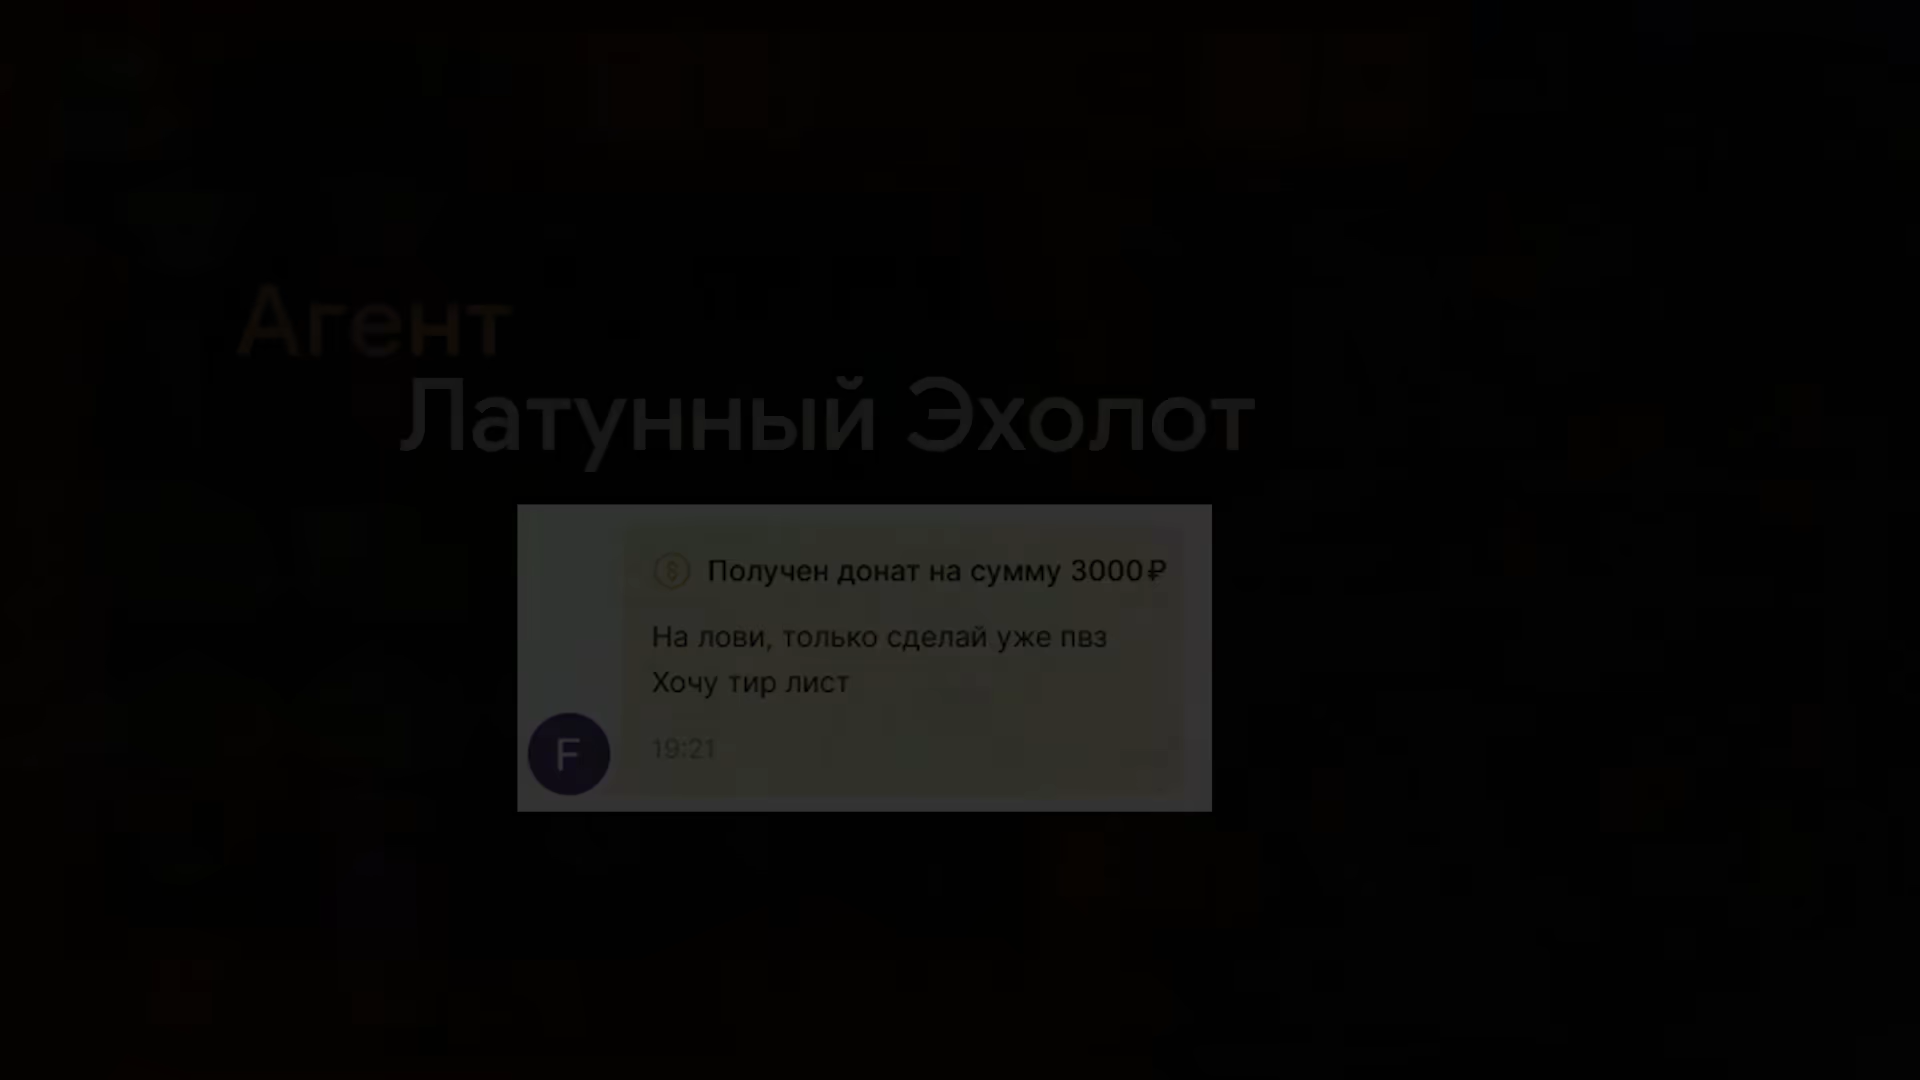 Агент
Латунный Эхолот
Получен донат на сумму 3000₽
На лови, только сделай уже пвз
Хочу тир лист
19:21
F